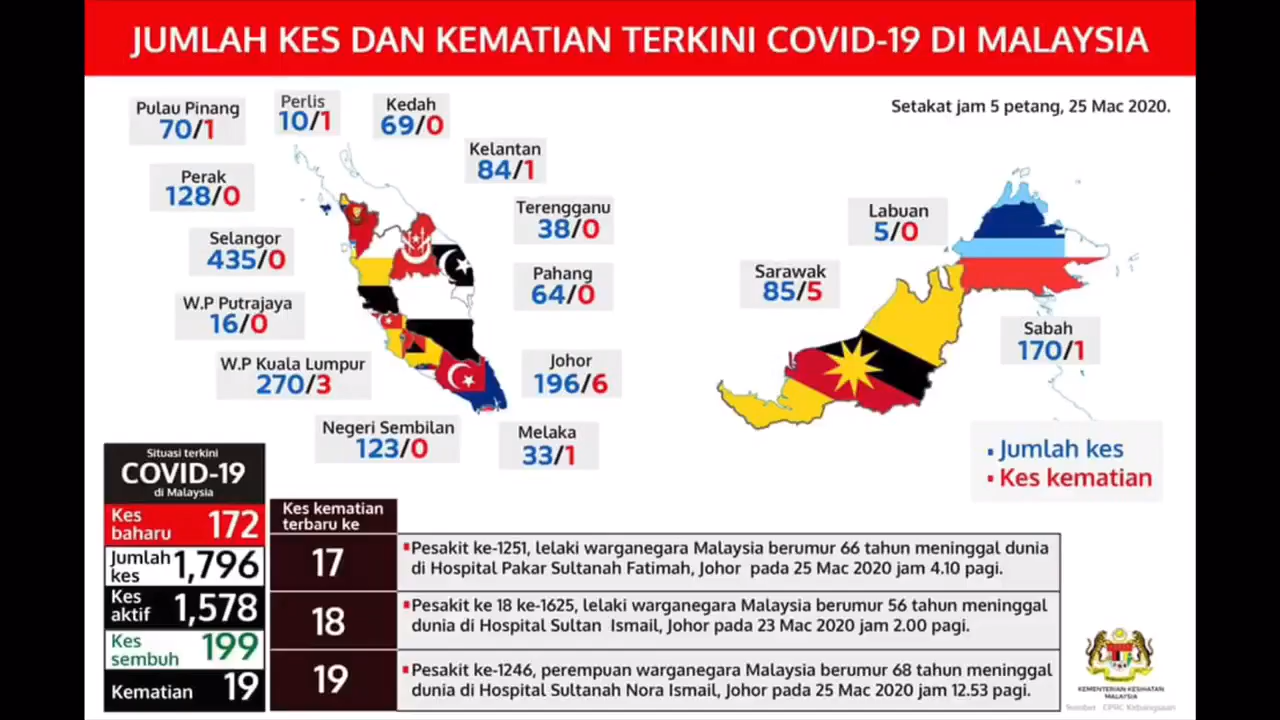 JUMLAH KES DAN KEMATIAN TERKINI COVID-19 DI MALAYSIA
Setakat jam 5 petang, 25 Mac 2020.
Pulau Pinang
70/1
Perlis
10/1
Kedah
69/0
Kelantan
84/1
Perak
128/0
Terengganu
38/0
Selangor
435/0
Pahang
64/0
W.P Putrajaya
16/0
W.P Kuala Lumpur
270/3
Johor
196/6
Negeri Sembilan
123/0
Melaka
33/1
Labuan
5/0
Sarawak
85/5
Sabah
170/1
Jumlah kes
Kes kematian
Situasi terkini
COVID-19
di Malaysia
Kes baharu 172
Jumlah kes 1,796
Kes aktif 1,578
Kes sembuh 199
Kematian 19
Kes kematian
terbaru ke
17
Pesakit ke-1251, lelaki warganegara Malaysia berumur 66 tahun meninggal dunia
di Hospital Pakar Sultanah Fatimah, Johor pada 25 Mac 2020 jam 4.10 pagi.
18
Pesakit ke 18 ke-1625, lelaki warganegara Malaysia berumur 56 tahun meninggal
dunia di Hospital Sultan Ismail, Johor pada 23 Mac 2020 jam 2.00 pagi.
19
Pesakit ke-1246, perempuan warganegara Malaysia berumur 68 tahun meninggal
dunia di Hospital Sultanah Nora Ismail, Johor pada 25 Mac 2020 jam 12.53 pagi.
KEMENTERIAN KESIHATAN
MALAYSIA
Sumber : CPRC Kebangsaan